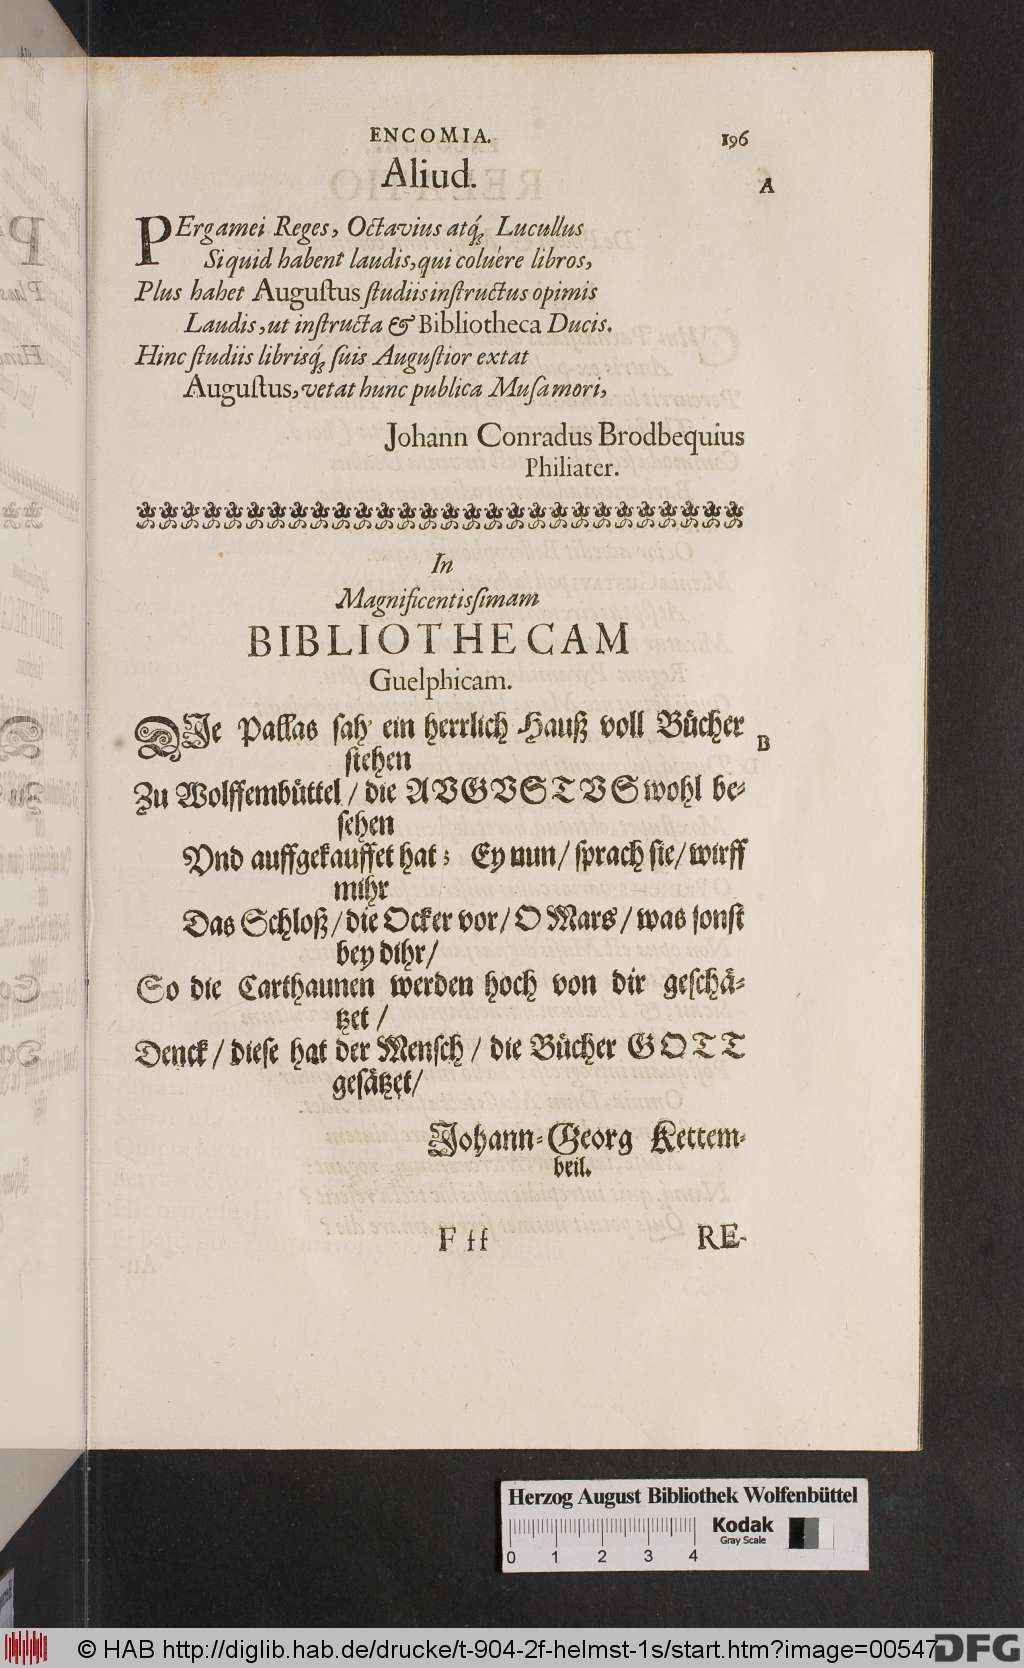 ENCOMIA. 196
Aliud.
A
PErgamei Reges, Octavius atq́; Lucullus
Siquid habent laudis, qui coluère libros,
Plus habet Auguſtus ſtudiis inſtructus opimis
Laudis, ut inſtructa & Bibliotheca Ducis.
Hinc ſtudiis librisq́; ſuis Auguſtior extat
Auguſtus, vetat hunc publica Muſa mori,
Johann Conradus Brodbequius
Philiater.
In
Magnificentisſimam
BIBLIOTHECAM
Guelphicam.
DIe Pallas ſah ein herrlich Hauß voll Bücher
ſtehen
B
Zu Wolffembüttel / die AVGVSTVS wohl be-
ſehen
Vnd auffgekauffet hat; Ey nun / ſprach ſie / wirff
mihr
Das Schloß / die Ocker vor / O Mars / was ſonſt
bey dihr /
So die Carthaunen werden hoch von dir geſchä-
tzet /
Denck / dieſe hat der Menſch / die Bücher GOTT
geſätzet /
Johann-Georg Kettem-
beil.
Fff RE-
Herzog August Bibliothek Wolfenbüttel
0 1 2 3 4
Kodak
Gray Scale
© HAB http://diglib.hab.de/drucke/t-904-2f-helmst-1s/start.htm?image=00547
DFG